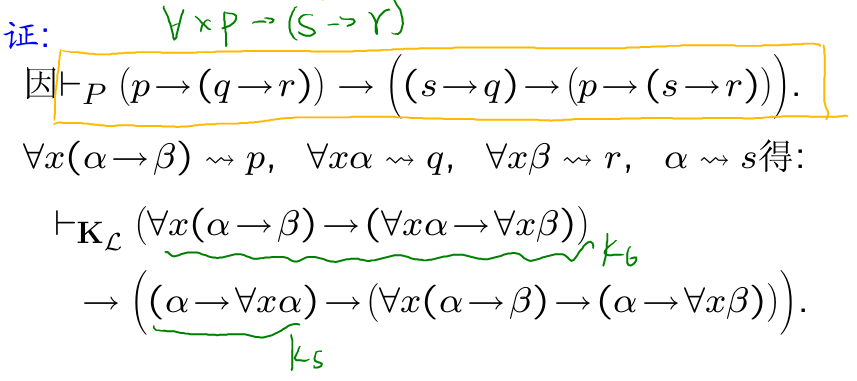 ∀xp→(s→r)
证:
因⊢_P (p→(q→r)) → ((s→q)→(p→(s→r))).
∀x(α→β) ⇝ p, ∀xα ⇝ q, ∀xβ ⇝ r, α ⇝ s得:
⊢_{K_ℒ} (∀x(α→β)→(∀xα→∀xβ))
K6
→ ((α→∀xα)→(∀x(α→β)→(α→∀xβ))).
K5